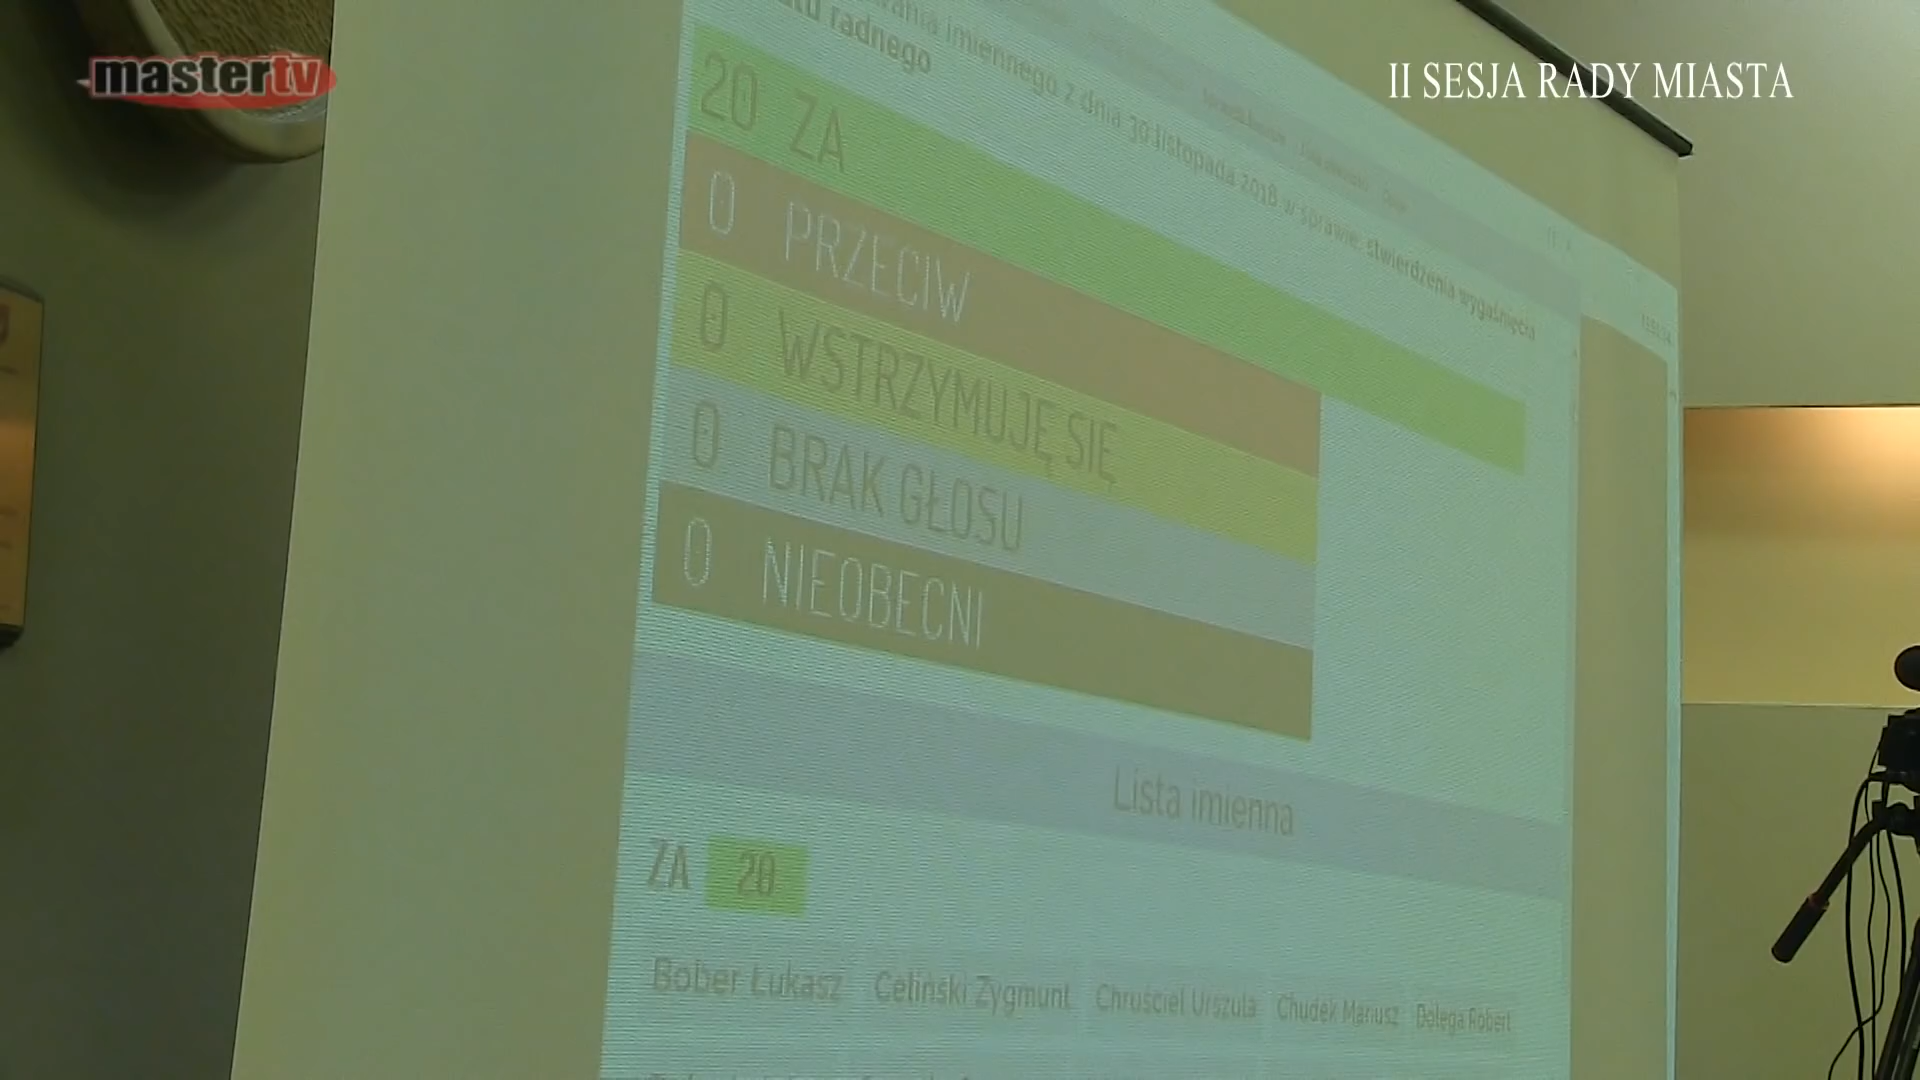 mastertv
II SESJA RADY MIASTA
imiennego z dnia 30 listopada 2018 w sprawie: stwierdzenia wygaśnięcia
radnego
20 ZA
0 PRZECIW
0 WSTRZYMUJĘ SIĘ
0 BRAK GŁOSU
0 NIEOBECNI
Lista imienna
ZA 20
Bober Łukasz Celiński Zygmunt Chruściel Urszula Chudek Mariusz Dołęga Robert